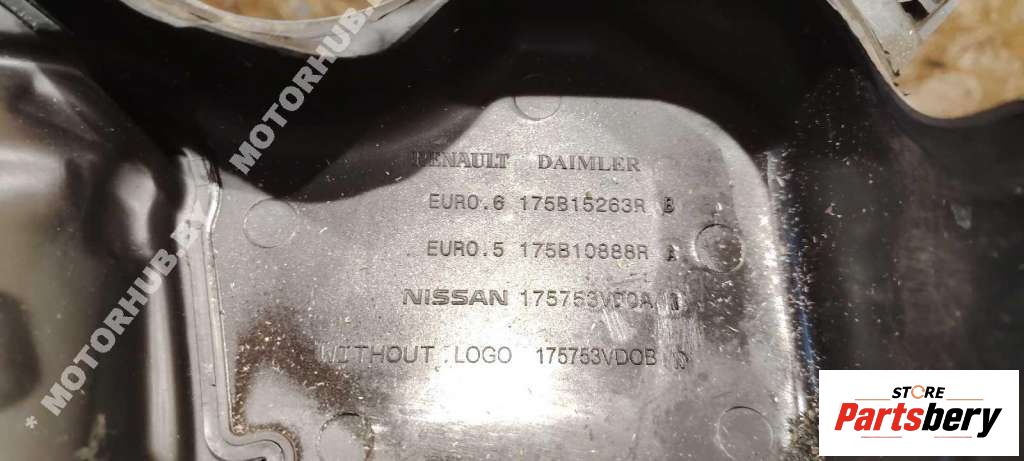 RENAULT DAIMLER
EURO.6 175B15263R B
EURO.5 175B10888R A
NISSAN 175753VD0A
WITHOUT LOGO 175753VD0B
* MOTORHUB.BY * MOTORHUB.BY
STORE
Partsbery